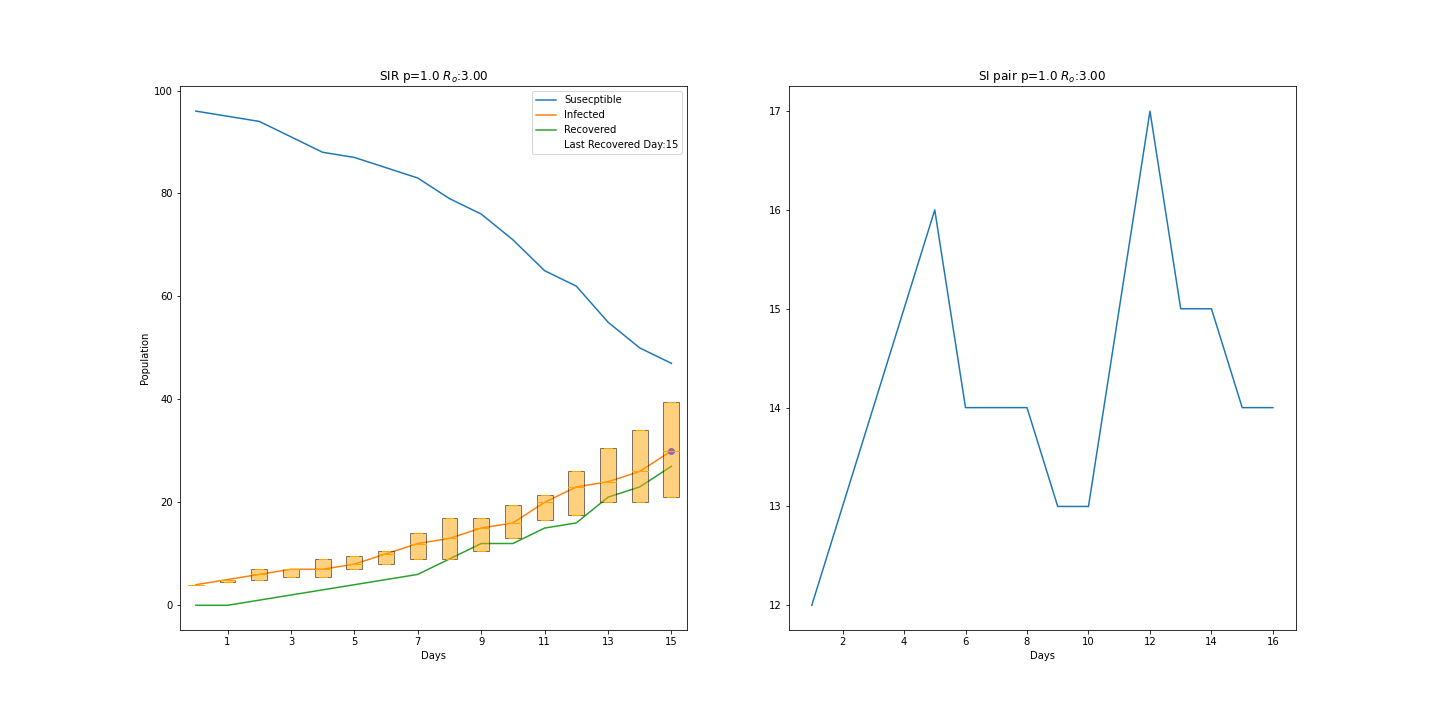 SIR p=1.0 Rₒ:3.00
Susecptible
Infected
Recovered
Last Recovered Day:15
100
80
60
40
20
0
Population
1 3 5 7 9 11 13 15
Days
SI pair p=1.0 Rₒ:3.00
17
16
15
14
13
12
2 4 6 8 10 12 14 16
Days